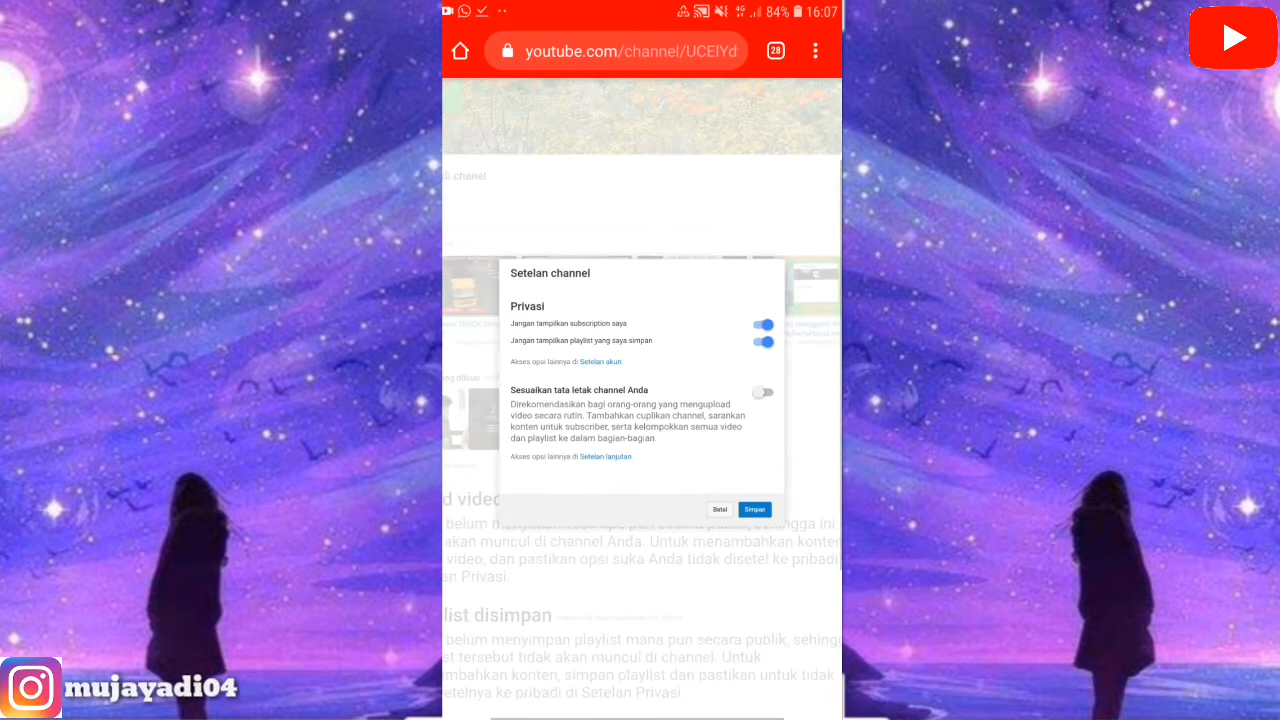 84% 16:07
youtube.com/channel/UCElYd
28
di chanel
Setelan channel
Privasi
Jangan tampilkan subscription saya
Jangan tampilkan playlist yang saya simpan
Akses opsi lainnya di Setelan akun.
Sesuaikan tata letak channel Anda
Direkomendasikan bagi orang-orang yang mengupload
video secara rutin. Tambahkan cuplikan channel, sarankan
konten untuk subscriber, serta kelompokkan semua video
dan playlist ke dalam bagian-bagian.
Akses opsi lainnya di Setelan lanjutan.
Batal Simpan
d video
akan muncul di channel Anda. Untuk menambahkan konten
video, dan pastikan opsi suka Anda tidak disetel ke pribadi
en Privasi.
list disimpan
belum menyimpan playlist mana pun secara publik, sehing
st tersebut tidak akan muncul di channel. Untuk
mbahkan konten, simpan playlist dan pastikan untuk tidak
etelnya ke pribadi di Setelan Privasi.
mujayadi04